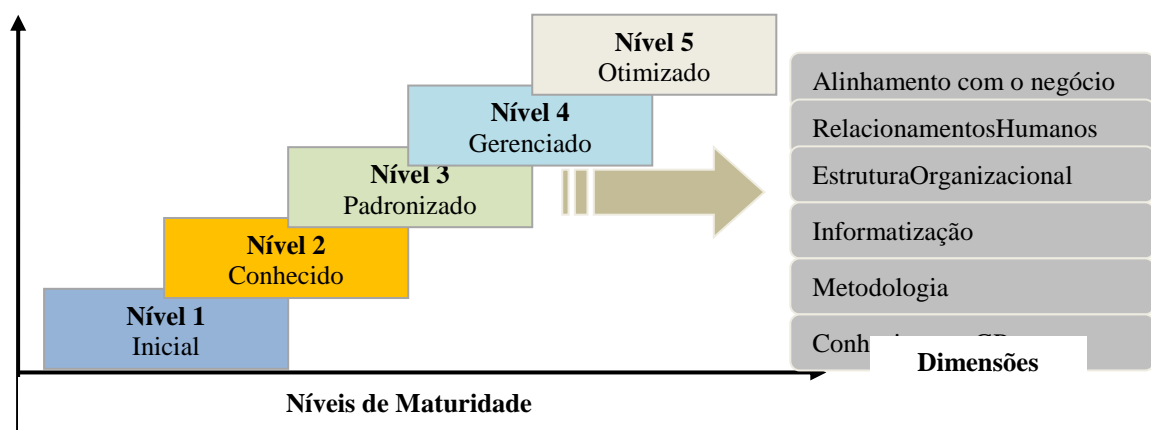 Nível 5
Otimizado
Nível 4
Gerenciado
Nível 3
Padronizado
Nível 2
Conhecido
Nível 1
Inicial
Níveis de Maturidade
Alinhamento com o negócio
RelacionamentosHumanos
EstruturaOrganizacional
Informatização
Metodologia
Dimensões